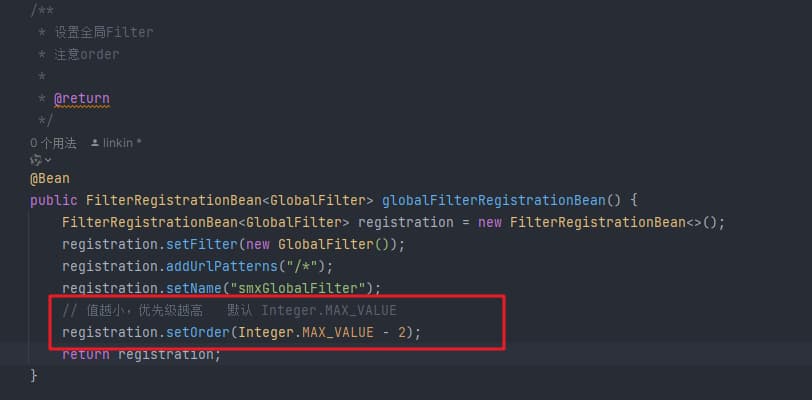 /**
* 设置全局Filter
* 注意order
*
* @return
*/
0 个用法 linkin *
@Bean
public FilterRegistrationBean<GlobalFilter> globalFilterRegistrationBean() {
FilterRegistrationBean<GlobalFilter> registration = new FilterRegistrationBean<>();
registration.setFilter(new GlobalFilter());
registration.addUrlPatterns("/*");
registration.setName("smxGlobalFilter");
// 值越小，优先级越高 默认 Integer.MAX_VALUE
registration.setOrder(Integer.MAX_VALUE - 2);
return registration;
}